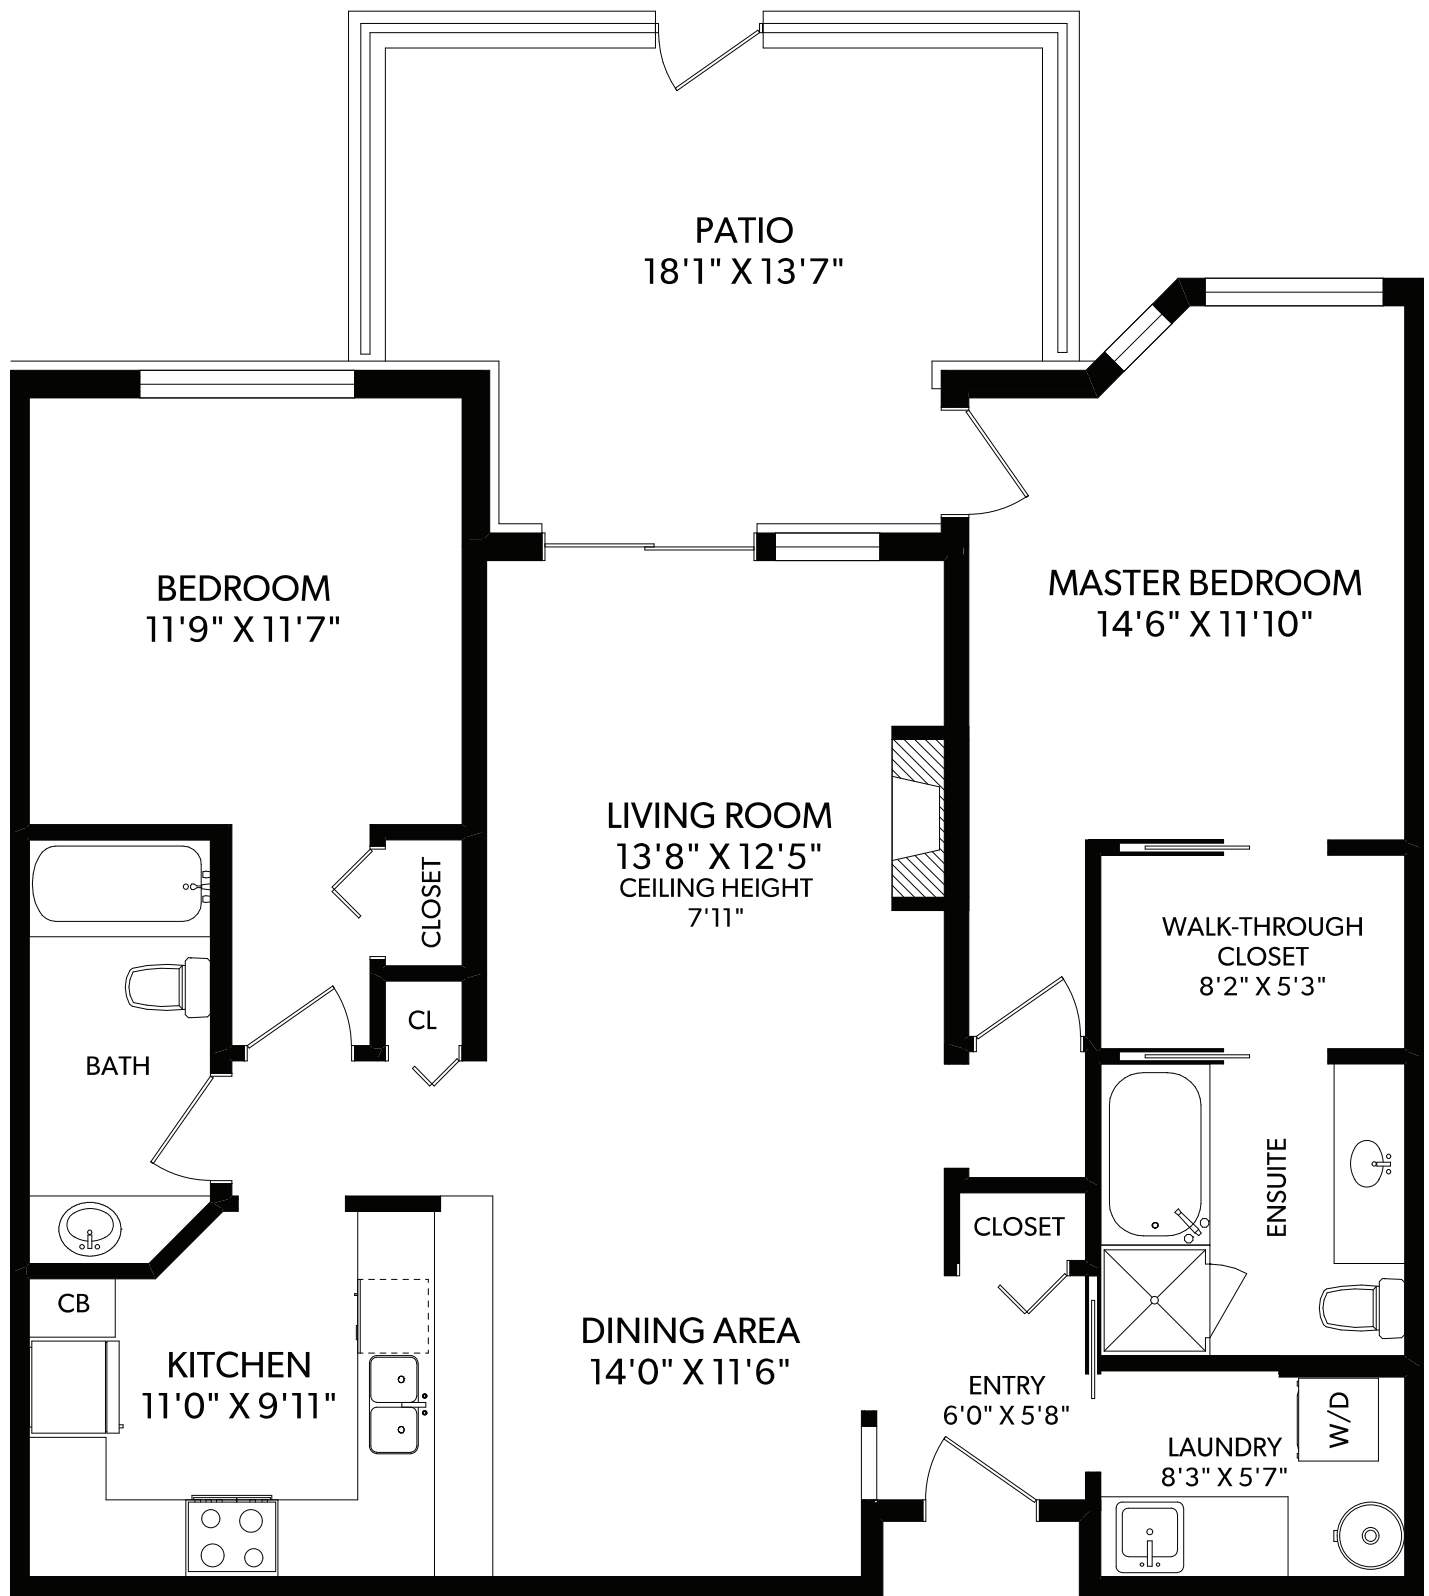 PATIO
18'1" X 13'7"
BEDROOM
11'9" X 11'7"
MASTER BEDROOM
14'6" X 11'10"
LIVING ROOM
13'8" X 12'5"
CEILING HEIGHT
7'11"
CLOSET
WALK-THROUGH
CLOSET
8'2" X 5'3"
CL
BATH
ENSUITE
CLOSET
CB
KITCHEN
11'0" X 9'11"
DINING AREA
14'0" X 11'6"
ENTRY
6'0" X 5'8"
W/D
LAUNDRY
8'3" X 5'7"